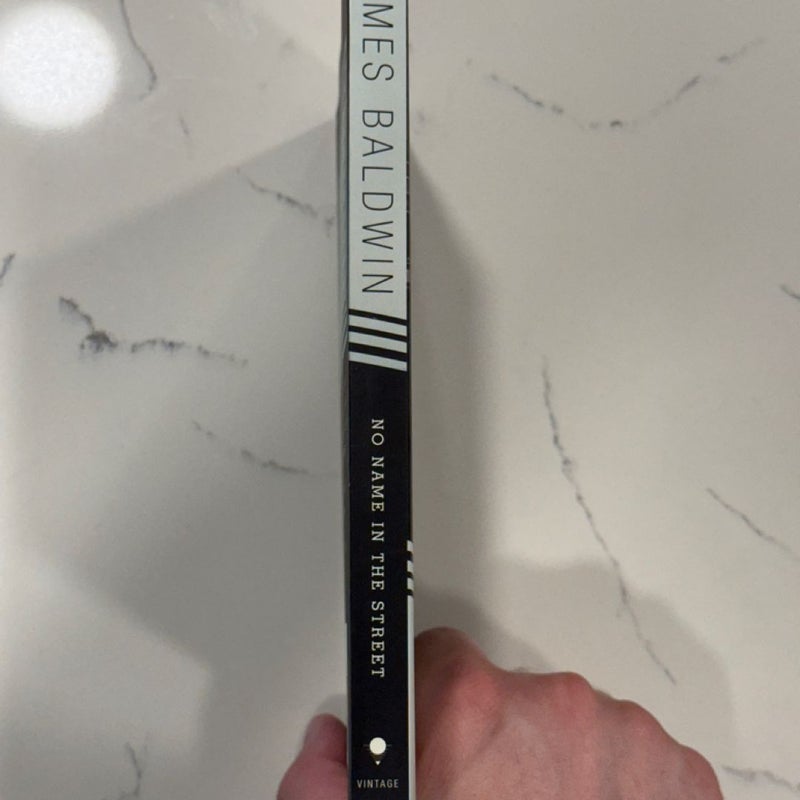 MES BALDWIN
NO NAME IN THE STREET
VINTAGE